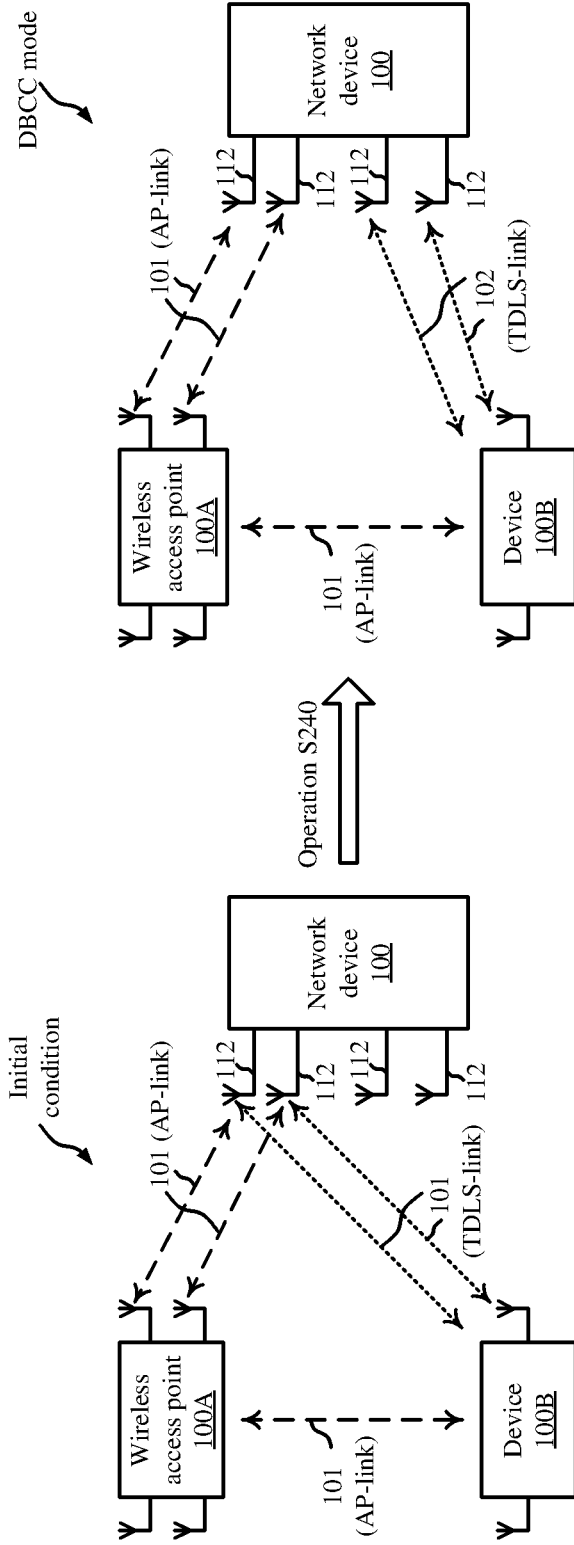 Initial
condition
101 (AP-link)
Wireless
access point
100A
112
112
112
112
Network
device
100
101
(AP-link)
101
(TDLS-link)
Device
100B
Operation S240
DBCC mode
101 (AP-link)
Wireless
access point
100A
112
112
112
112
Network
device
100
101
(AP-link)
102
(TDLS-link)
Device
100B